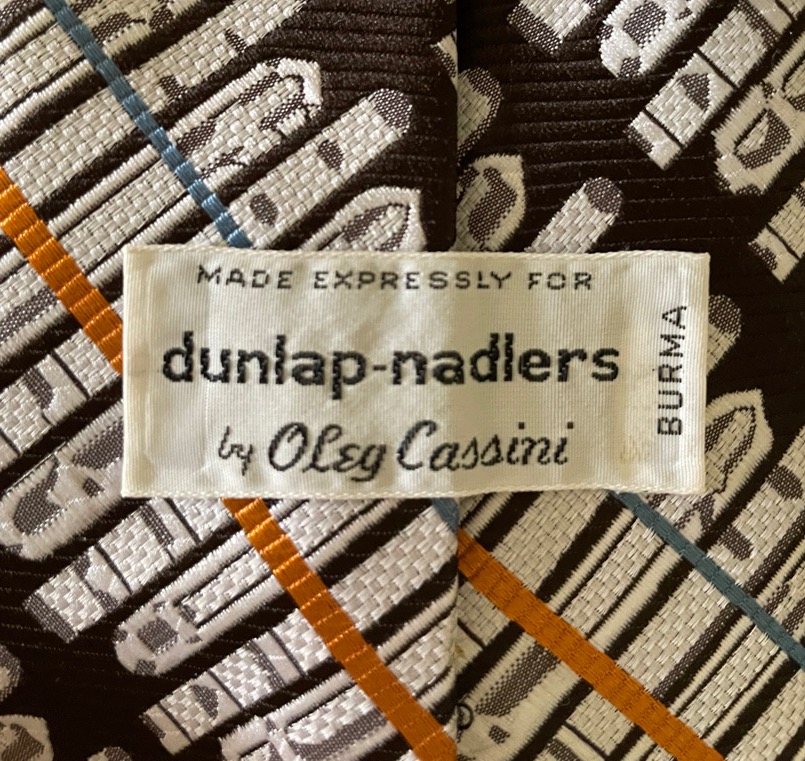 MADE EXPRESSLY FOR
dunlap-nadlers
by Oleg Cassini
BURMA